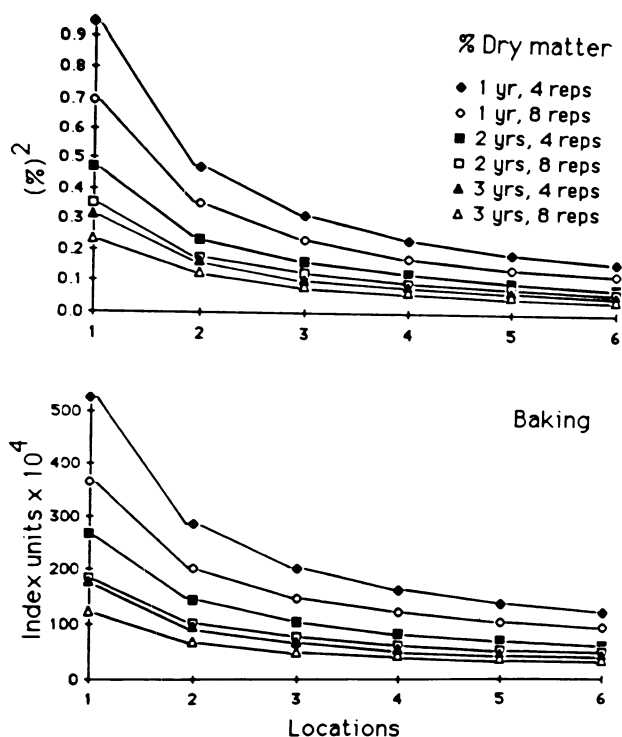 % Dry matter
1 yr, 4 reps
1 yr, 8 reps
2 yrs, 4 reps
2 yrs, 8 reps
3 yrs, 4 reps
3 yrs, 8 reps
(%)2
0.9
0.8
0.7
0.6
0.5
0.4
0.3
0.2
0.1
0.0
1 2 3 4 5 6
Baking
Index units x 104
500
400
300
200
100
0
1 2 3 4 5 6
Locations